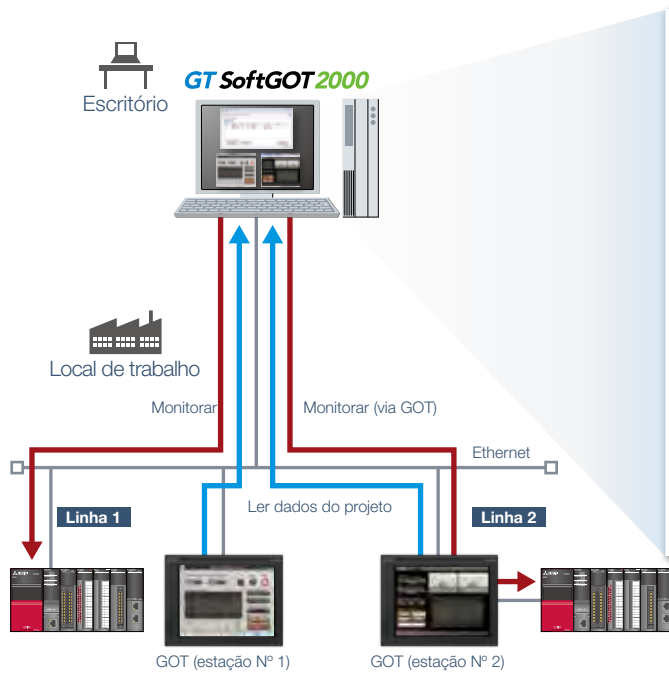 GT SoftGOT2000
Escritório
Local de trabalho
Monitorar
Monitorar (via GOT)
Ethernet
Ler dados do projeto
Linha 1
Linha 2
GOT (estação Nº 1)
GOT (estação Nº 2)